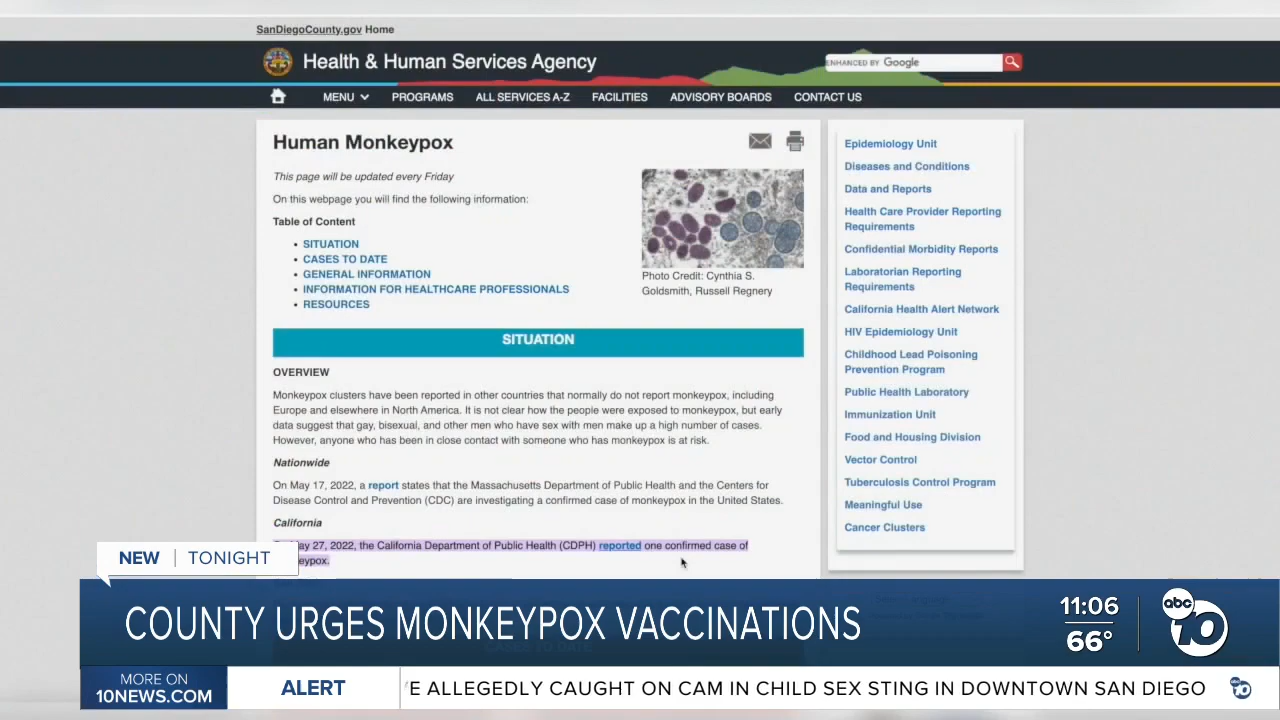 SanDiegoCounty.gov Home
Health & Human Services Agency
ENHANCED BY Google
MENU PROGRAMS ALL SERVICES A-Z FACILITIES ADVISORY BOARDS CONTACT US
Human Monkeypox
This page will be updated every Friday
On this webpage you will find the following information:
Table of Content
• SITUATION
• CASES TO DATE
• GENERAL INFORMATION
• INFORMATION FOR HEALTHCARE PROFESSIONALS
• RESOURCES
Photo Credit: Cynthia S.
Goldsmith, Russell Regnery
SITUATION
OVERVIEW
Monkeypox clusters have been reported in other countries that normally do not report monkeypox, including
Europe and elsewhere in North America. It is not clear how the people were exposed to monkeypox, but early
data suggest that gay, bisexual, and other men who have sex with men make up a high number of cases.
However, anyone who has been in close contact with someone who has monkeypox is at risk.
Nationwide
On May 17, 2022, a report states that the Massachusetts Department of Public Health and the Centers for
Disease Control and Prevention (CDC) are investigating a confirmed case of monkeypox in the United States.
California
ay 27, 2022, the California Department of Public Health (CDPH) reported one confirmed case of
eypox.
Epidemiology Unit
Diseases and Conditions
Data and Reports
Health Care Provider Reporting
Requirements
Confidential Morbidity Reports
Laboratorian Reporting
Requirements
California Health Alert Network
HIV Epidemiology Unit
Childhood Lead Poisoning
Prevention Program
Public Health Laboratory
Immunization Unit
Food and Housing Division
Vector Control
Tuberculosis Control Program
Meaningful Use
Cancer Clusters
NEW TONIGHT
COUNTY URGES MONKEYPOX VACCINATIONS
11:06
66°
abc 10
CASES TO DATE
MORE ON
10NEWS.COM
ALERT
'E ALLEGEDLY CAUGHT ON CAM IN CHILD SEX STING IN DOWNTOWN SAN DIEGO
abc 10